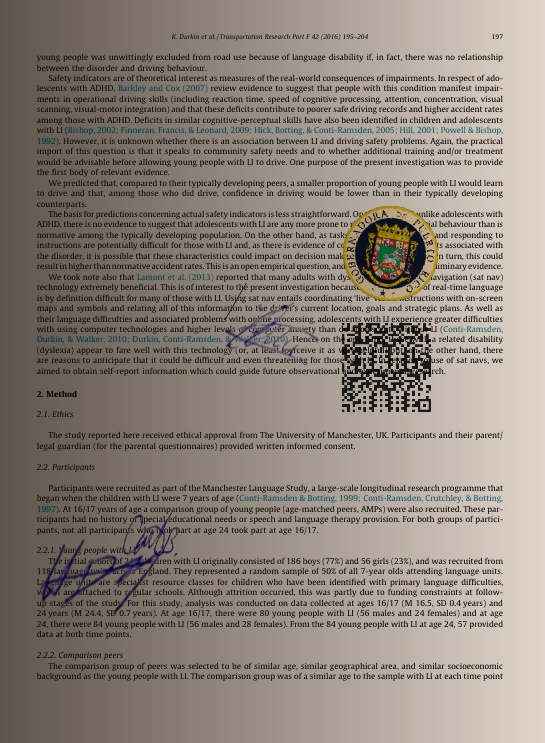 K. Durkin et al. / Transportation Research Part F 42 (2016) 195–204
197
young people was unwittingly excluded from road use because of language disability if, in fact, there was no relationship
between the disorder and driving behaviour.
Safety indicators are of theoretical interest as measures of the real-world consequences of impairments. In respect of ado-
lescents with ADHD, Barkley and Cox (2007) review evidence to suggest that people with this condition manifest impair-
ments in operational driving skills (including reaction time, speed of cognitive processing, attention, concentration, visual
scanning, visual-motor integration) and that these deficits contribute to poorer safe driving records and higher accident rates
among those with ADHD. Deficits in similar cognitive-perceptual skills have also been identified in children and adolescents
with LI (Bishop, 2002; Finneran, Francis, & Leonard, 2009; Hick, Botting, & Conti-Ramsden, 2005; Hill, 2001; Powell & Bishop,
1992). However, it is unknown whether there is an association between LI and driving safety problems. Again, the practical
import of this question is that it speaks to community safety needs and to whether additional training and/or treatment
would be advisable before allowing young people with LI to drive. One purpose of the present investigation was to provide
the first body of relevant evidence.
We predicted that, compared to their typically developing peers, a smaller proportion of young people with LI would learn
to drive and that, among those who did drive, confidence in driving would be lower than in their typically developing
counterparts.
The basis for predictions concerning actual safety indicators is less straightforward. On unlike adolescents with
ADHD, there is no evidence to suggest that adolescents with LI are any more prone to behaviour than is
normative among the typically developing population. On the other hand, as tasks and responding to
instructions are potentially difficult for those with LI and, as there is evidence of associated with
the disorder, it is possible that these characteristics could impact on decision in turn, this could
result in higher than normative accident rates. This is an open empirical question, and evidence.
We took note also that Lamont et al. (2013) reported that many adults with navigation (sat nav)
technology extremely beneficial. This is of interest to the present investigation because of real-time language
is by definition difficult for many of those with LI. Using sat nav entails coordinating "live" instructions with on-screen
maps and symbols and relating all of this information to the driver's current location, goals and strategic plans. As well as
their language difficulties and associated problems with online processing, adolescents with LI experience greater difficulties
with using computer technologies and higher levels of computer anxiety than LI (Conti-Ramsden,
Durkin, & Walker, 2010; Durkin, Conti-Ramsden, & Walker, 2010). Hence, on the a related disability
(dyslexia) appear to fare well with this technology (or, at least, perceive it as the other hand, there
are reasons to anticipate that it could be difficult and even threatening for those use of sat navs, we
aimed to obtain self-report information which could guide future observational
2. Method
2.1. Ethics
The study reported here received ethical approval from The University of Manchester, UK. Participants and their parent/
legal guardian (for the parental questionnaires) provided written informed consent.
2.2. Participants
Participants were recruited as part of the Manchester Language Study, a large-scale longitudinal research programme that
began when the children with LI were 7 years of age (Conti-Ramsden & Botting, 1999; Conti-Ramsden, Crutchley, & Botting,
1997). At 16/17 years of age a comparison group of young people (age-matched peers, AMPs) were also recruited. These par-
ticipants had no history of special educational needs or speech and language therapy provision. For both groups of partici-
pants, not all participants who took part at age 24 took part at age 16/17.
2.2.1. Young people with LI
The initial cohort of 242 children with LI originally consisted of 186 boys (77%) and 56 girls (23%), and was recruited from
118 language units across England. They represented a random sample of 50% of all 7-year olds attending language units.
Language units are specialist resource classes for children who have been identified with primary language difficulties,
which are attached to regular schools. Although attrition occurred, this was partly due to funding constraints at follow-
up stages of the study. For this study, analysis was conducted on data collected at ages 16/17 (M 16.5, SD 0.4 years) and
24 years (M 24.4, SD 0.7 years). At age 16/17, there were 80 young people with LI (56 males and 24 females) and at age
24, there were 84 young people with LI (56 males and 28 females). From the 84 young people with LI at age 24, 57 provided
data at both time points.
2.2.2. Comparison peers
The comparison group of peers was selected to be of similar age, similar geographical area, and similar socioeconomic
background as the young people with LI. The comparison group was of a similar age to the sample with LI at each time point
GOBERNADORA DE PUERTO RICO